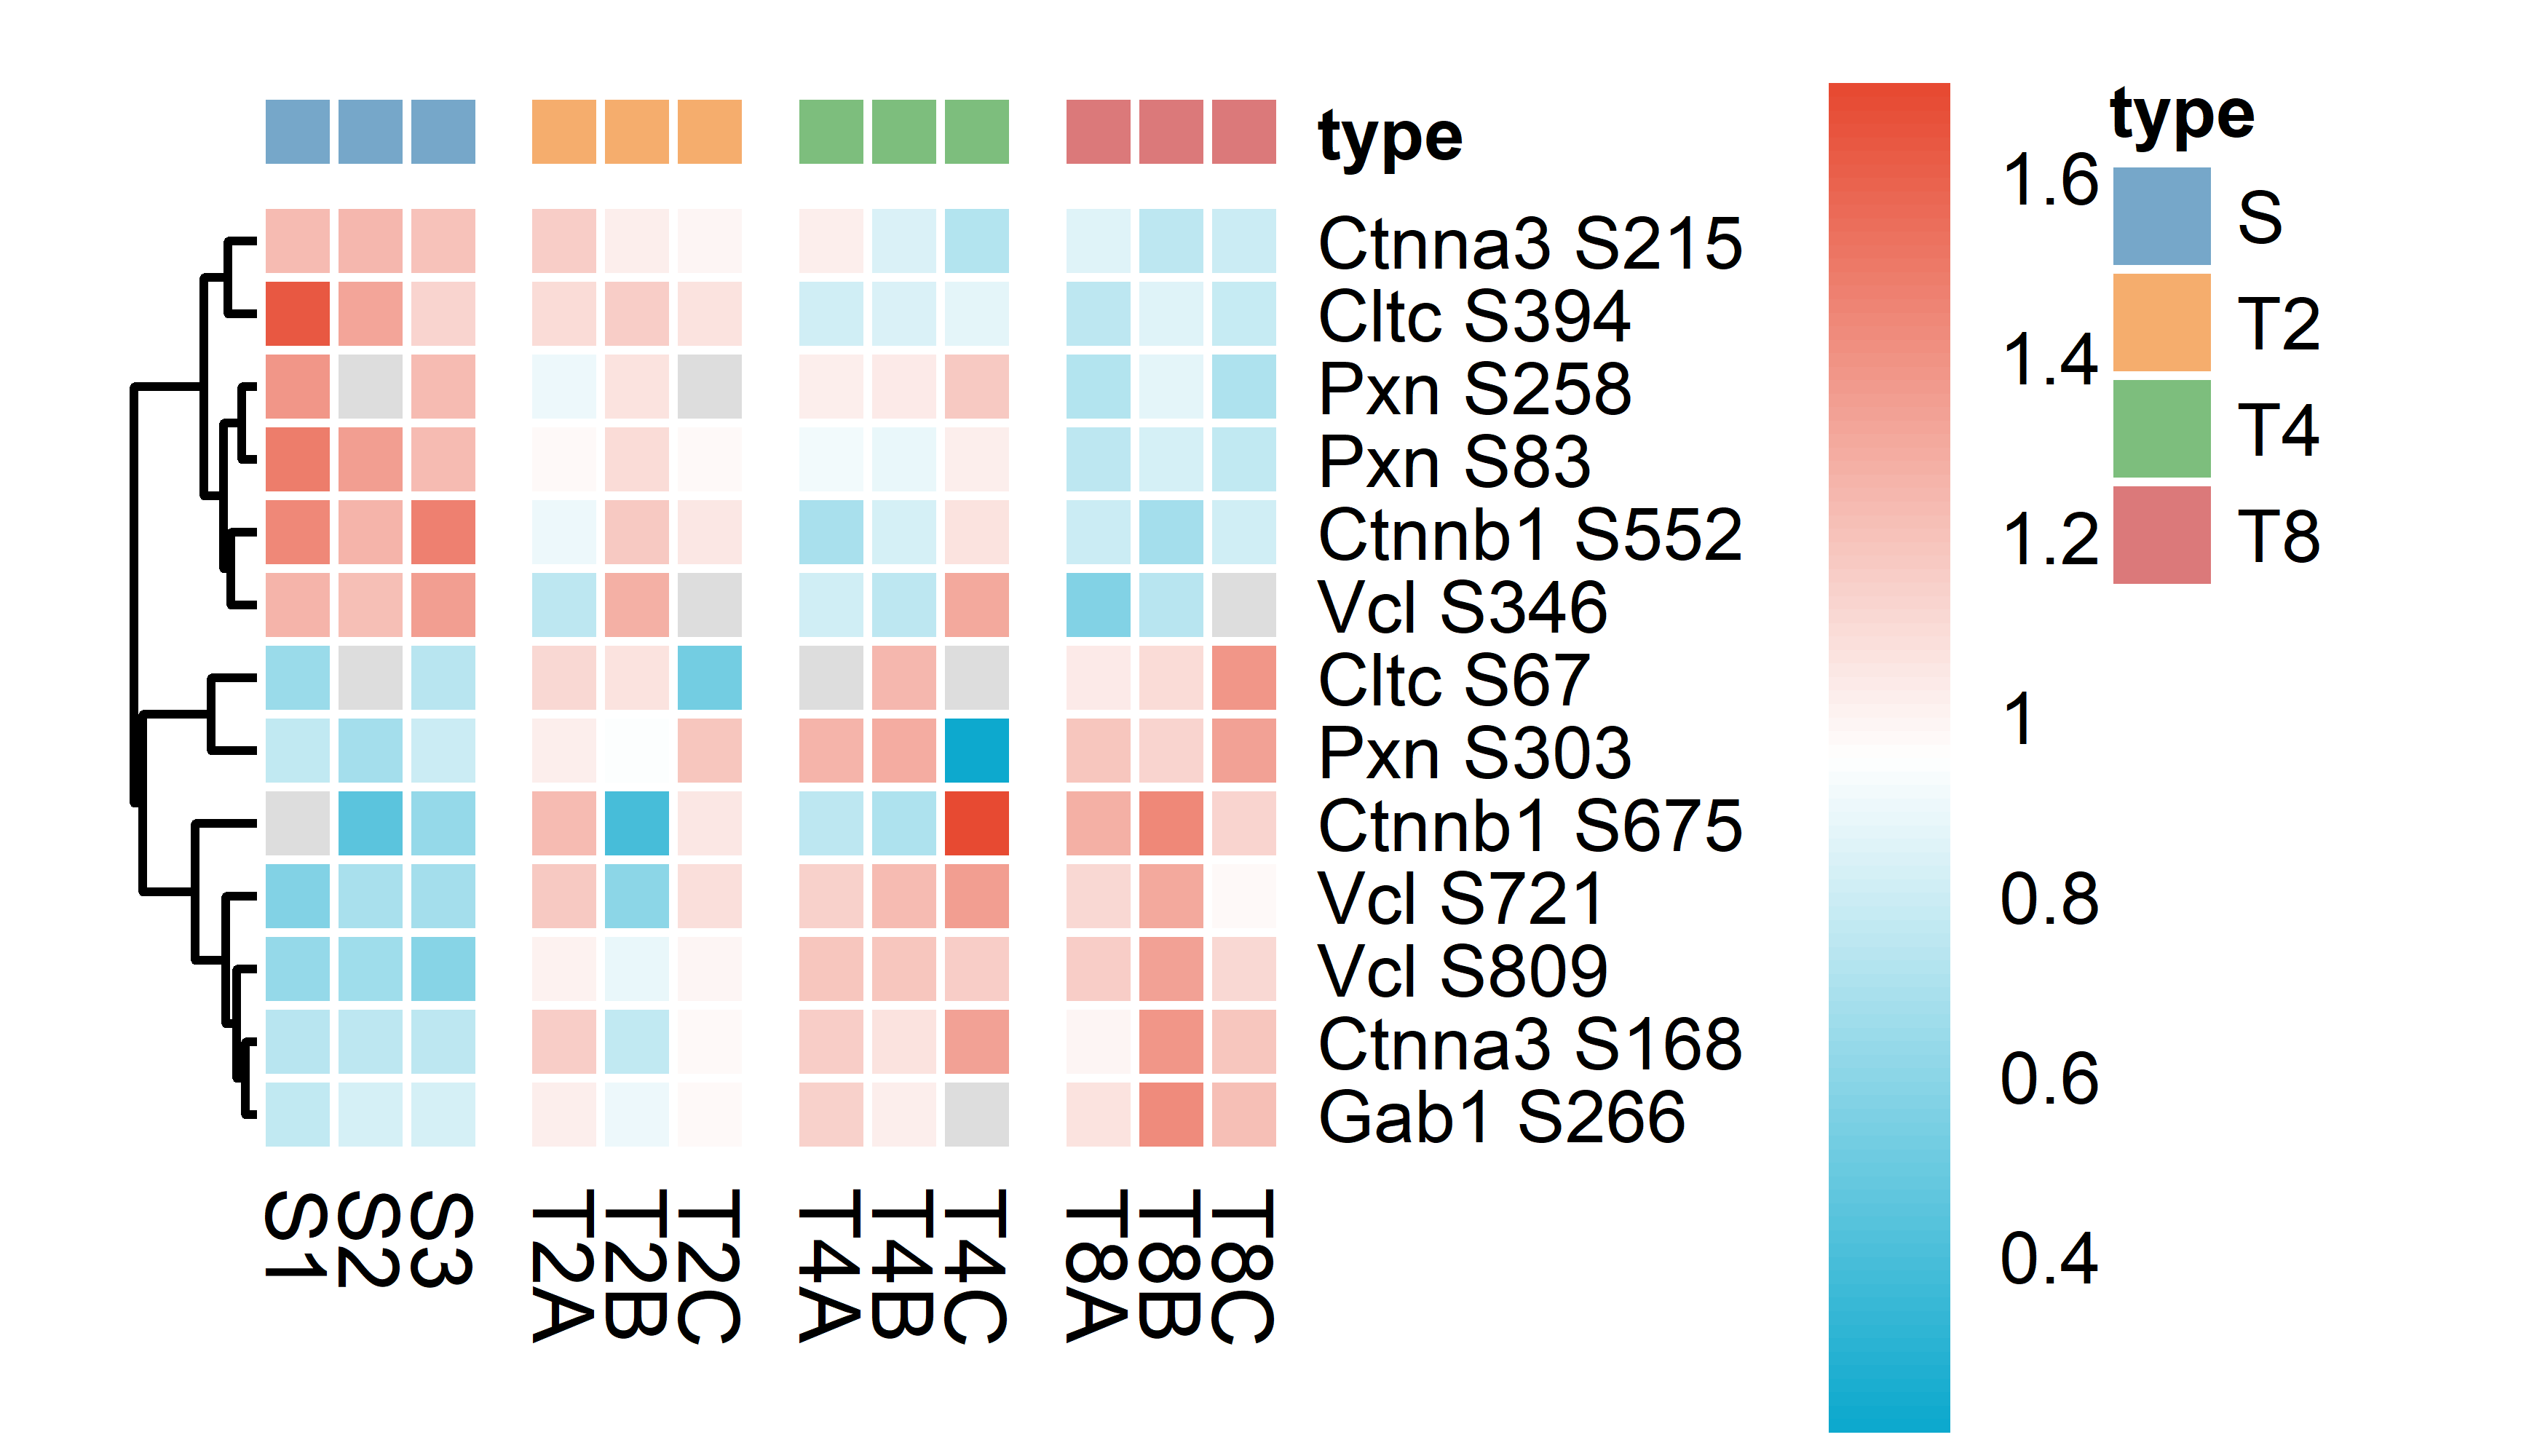 type
Ctnna3 S215
Cltc S394
Pxn S258
Pxn S83
Ctnnb1 S552
Vcl S346
Cltc S67
Pxn S303
Ctnnb1 S675
Vcl S721
Vcl S809
Ctnna3 S168
Gab1 S266
S1
S2
S3
T2A
T2B
T2C
T4A
T4B
T4C
T8A
T8B
T8C
1.6
1.4
1.2
1
0.8
0.6
0.4
type
S
T2
T4
T8